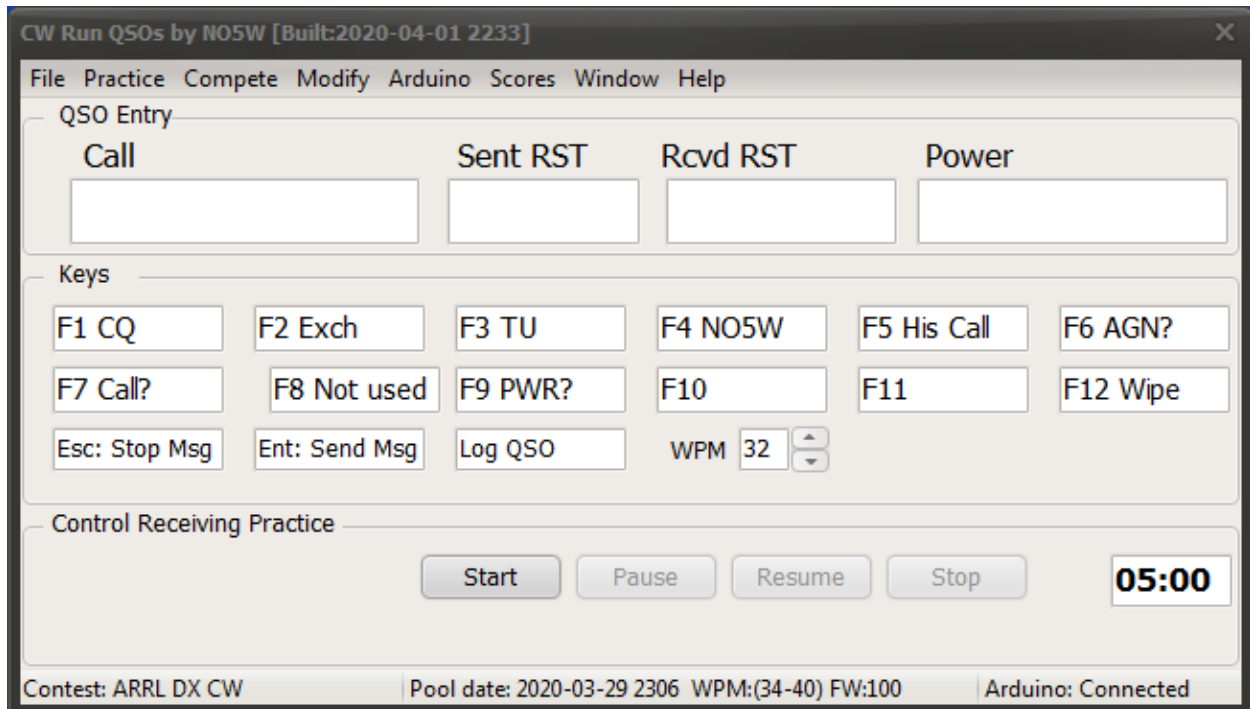 CW Run QSOs by NO5W [Built:2020-04-01 2233]
File Practice Compete Modify Arduino Scores Window Help
QSO Entry
Call Sent RST Rcvd RST Power
Keys
F1 CQ F2 Exch F3 TU F4 NO5W F5 His Call F6 AGN?
F7 Call? F8 Not used F9 PWR? F10 F11 F12 Wipe
Esc: Stop Msg Ent: Send Msg Log QSO WPM 32
Control Receiving Practice
Start Pause Resume Stop 05:00
Contest: ARRL DX CW Pool date: 2020-03-29 2306 WPM:(34-40) FW:100 Arduino: Connected